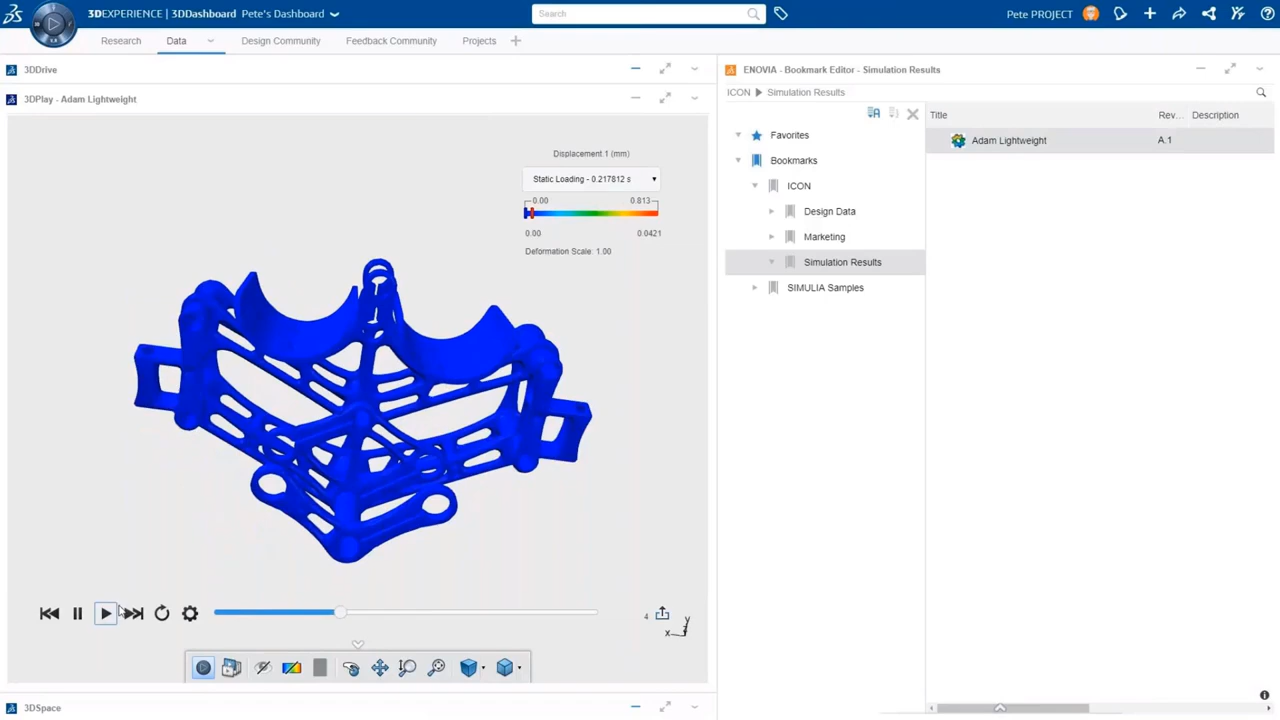 3DEXPERIENCE | 3DDashboard Pete's Dashboard
Search
Pete PROJECT
Research
Data
Design Community
Feedback Community
Projects
3DDrive
3DPlay - Adam Lightweight
Displacement.1 (mm)
Static Loading - 0.217812 s
0.00 0.813
0.00 0.0421
Deformation Scale: 1.00
4
y
x
3DSpace
ENOVIA - Bookmark Editor - Simulation Results
ICON ▶ Simulation Results
Favorites
Bookmarks
ICON
Design Data
Marketing
Simulation Results
SIMULIA Samples
Title Rev... Description
Adam Lightweight A.1